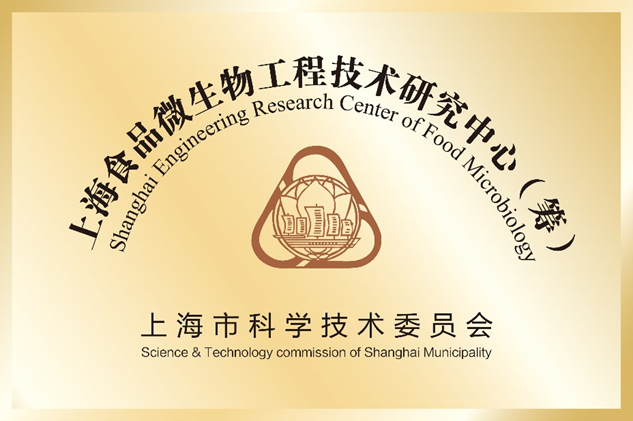 上海食品微生物工程技术研究中心（筹）
Shanghai Engineering Research Center of Food Microbiology
上海市科学技术委员会
Science & Technology commission of Shanghai Municipality